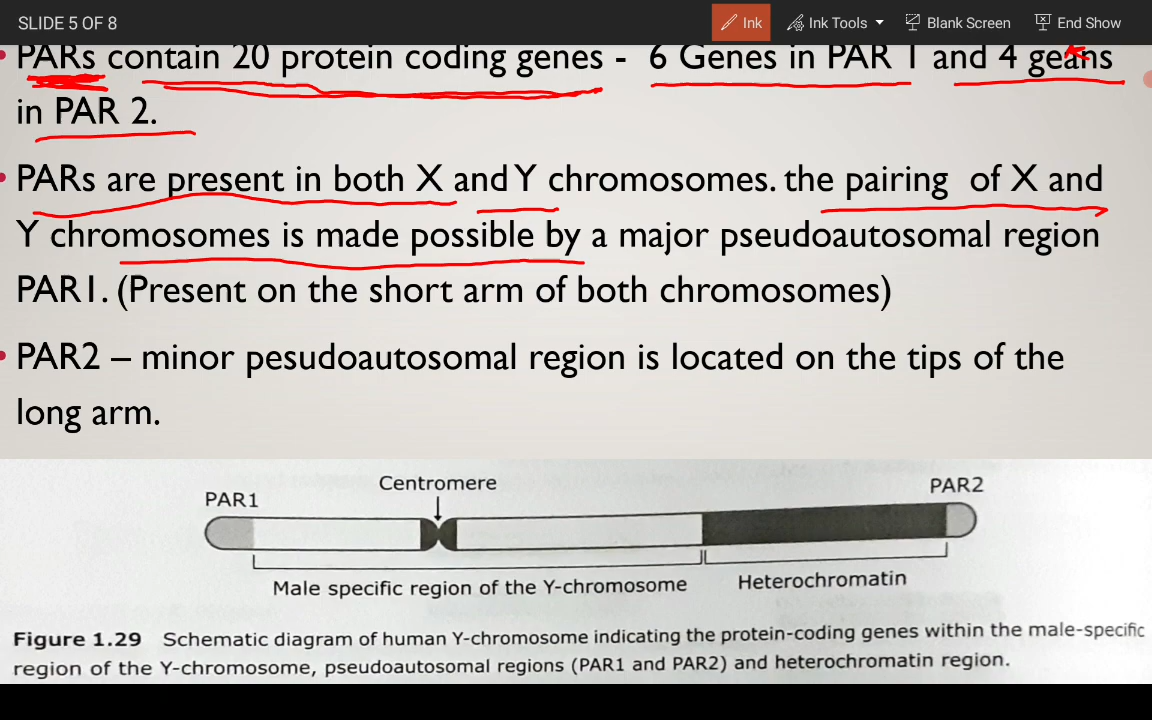 SLIDE 5 OF 8
Ink
Ink Tools
Blank Screen
End Show
• PARs contain 20 protein coding genes - 6 Genes in PAR 1 and 4 geans
in PAR 2.
• PARs are present in both X and Y chromosomes. the pairing of X and
Y chromosomes is made possible by a major pseudoautosomal region
PAR1. (Present on the short arm of both chromosomes)
• PAR2 – minor pesudoautosomal region is located on the tips of the
long arm.
Centromere
PAR1
PAR2
Male specific region of the Y-chromosome
Heterochromatin
Figure 1.29 Schematic diagram of human Y-chromosome indicating the protein-coding genes within the male-specific
region of the Y-chromosome, pseudoautosomal regions (PAR1 and PAR2) and heterochromatin region.